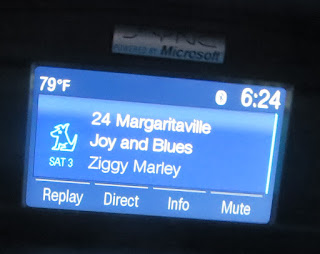 SYNC
POWERED BY Microsoft
79°F 6:24
24 Margaritaville
Joy and Blues
SAT 3 Ziggy Marley
Replay Direct Info Mute